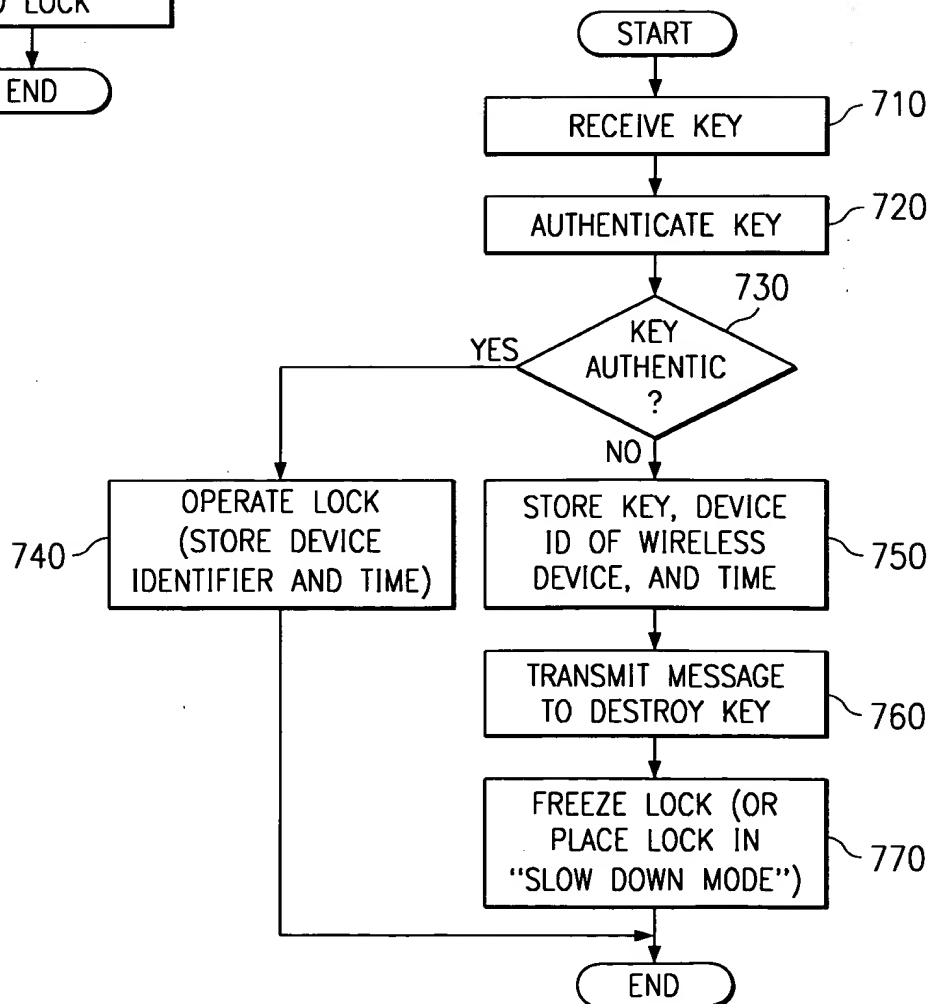 LOCK
END
START
RECEIVE KEY
710
AUTHENTICATE KEY
720
730
KEY
AUTHENTIC
?
YES
NO
OPERATE LOCK
(STORE DEVICE
IDENTIFIER AND TIME)
740
STORE KEY, DEVICE
ID OF WIRELESS
DEVICE, AND TIME
750
TRANSMIT MESSAGE
TO DESTROY KEY
760
FREEZE LOCK (OR
PLACE LOCK IN
"SLOW DOWN MODE")
770
END